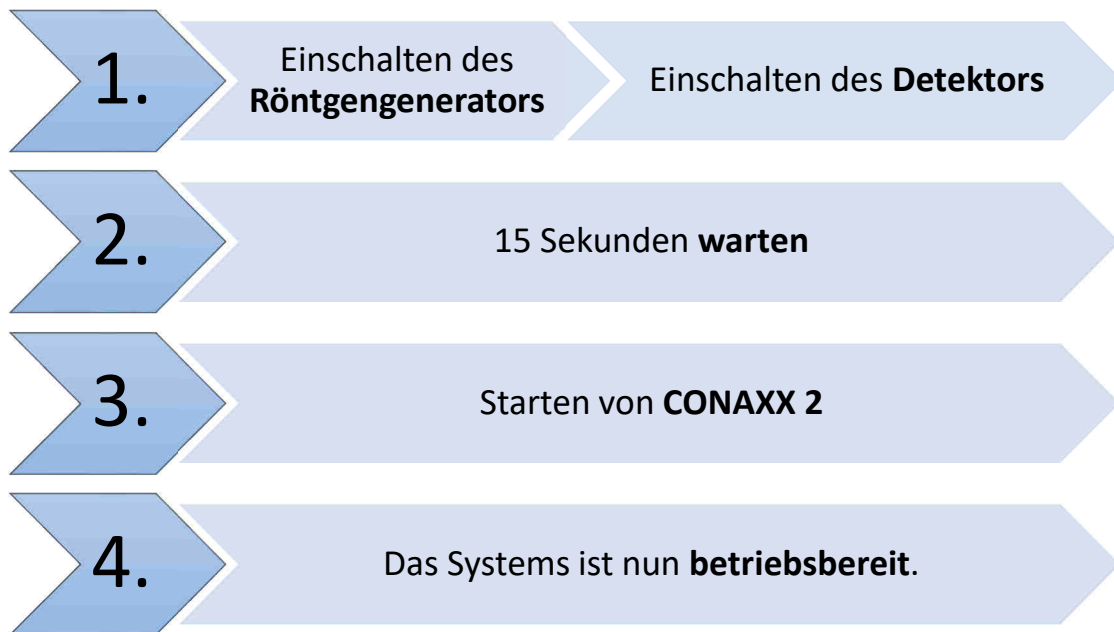 1.
Einschalten des
Röntgengenerators
Einschalten des Detektors
2.
15 Sekunden warten
3.
Starten von CONAXX 2
4.
Das Systems ist nun betriebsbereit.